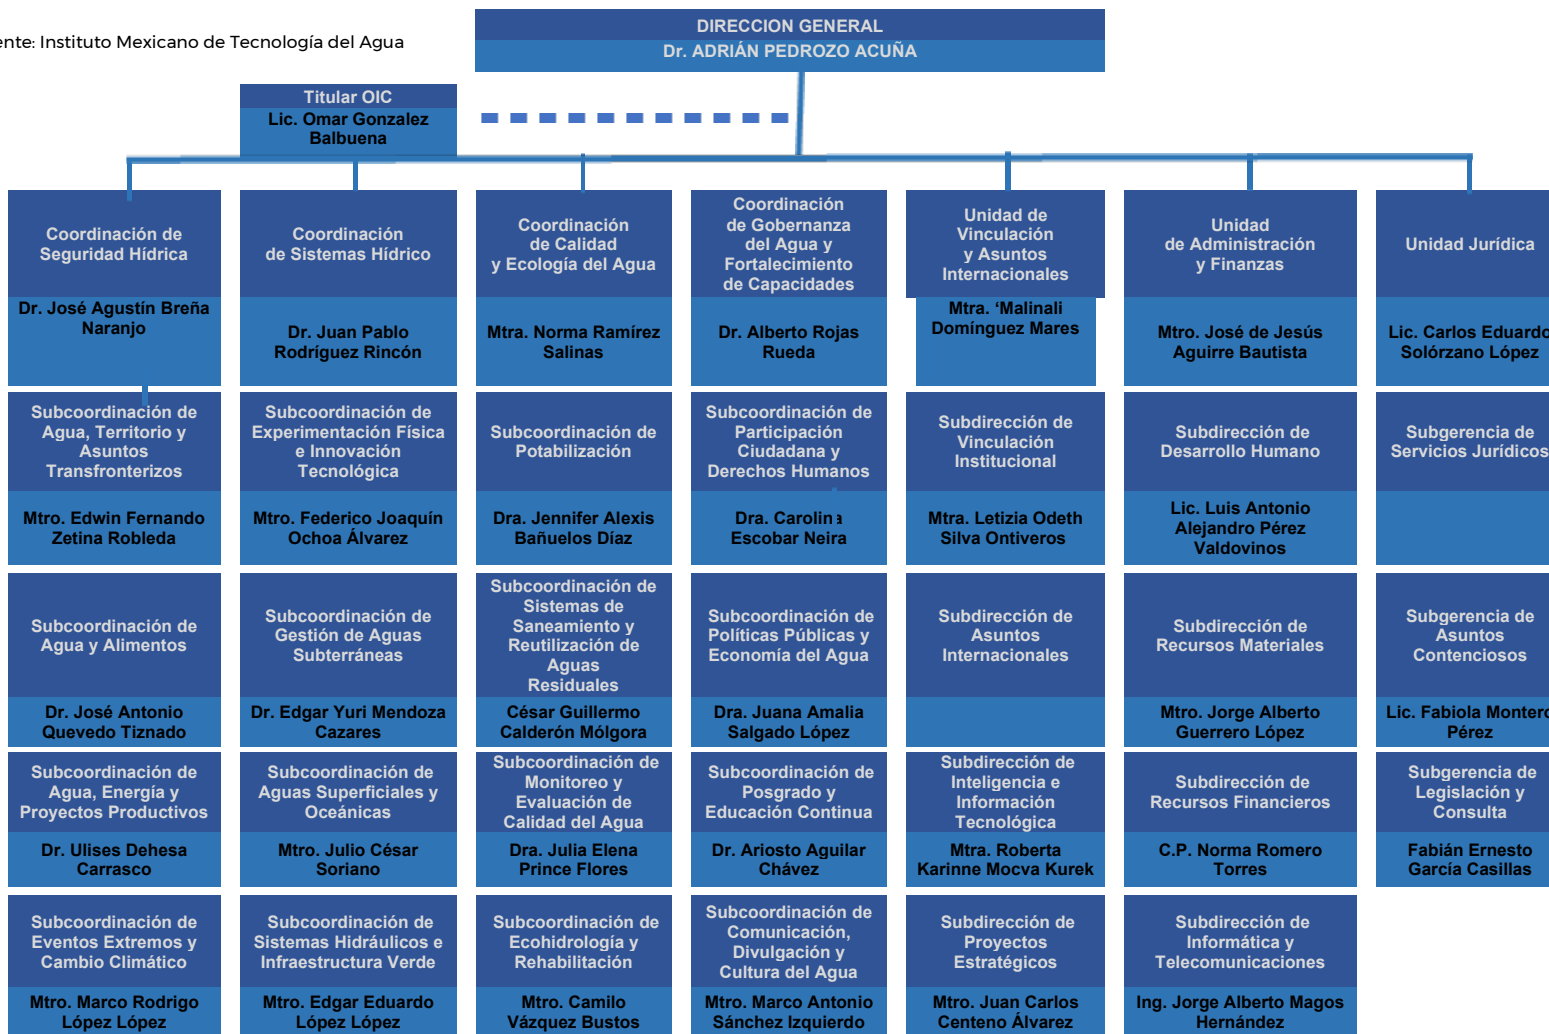 ente: Instituto Mexicano de Tecnología del Agua
DIRECCION GENERAL
Dr. ADRIÁN PEDROZO ACUÑA
Titular OIC
Lic. Omar Gonzalez
Balbuena
Coordinación de
Seguridad Hídrica
Dr. José Agustín Breña
Naranjo
Subcoordinación de
Agua, Territorio y
Asuntos
Transfronterizos
Mtro. Edwin Fernando
Zetina Robleda
Subcoordinación de
Agua y Alimentos
Dr. José Antonio
Quevedo Tiznado
Subcoordinación de
Agua, Energía y
Proyectos Productivos
Dr. Ulises Dehesa
Carrasco
Subcoordinación de
Eventos Extremos y
Cambio Climático
Mtro. Marco Rodrigo
López López
Coordinación
de Sistemas Hídrico
Dr. Juan Pablo
Rodríguez Rincón
Subcoordinación de
Experimentación Física
e Innovación
Tecnológica
Mtro. Federico Joaquín
Ochoa Álvarez
Subcoordinación de
Gestión de Aguas
Subterráneas
Dr. Edgar Yuri Mendoza
Cazares
Subcoordinación de
Aguas Superficiales y
Oceánicas
Mtro. Julio César
Soriano
Subcoordinación de
Sistemas Hidráulicos e
Infraestructura Verde
Mtro. Edgar Eduardo
López López
Coordinación
de Calidad
y Ecología del Agua
Mtra. Norma Ramírez
Salinas
Subcoordinación de
Potabilización
Dra. Jennifer Alexis
Bañuelos Díaz
Subcoordinación de
Sistemas de
Saneamiento y
Reutilización de
Aguas
Residuales
César Guillermo
Calderón Mólgora
Subcoordinación de
Monitoreo y
Evaluación de
Calidad del Agua
Dra. Julia Elena
Prince Flores
Subcoordinación de
Ecohidrología y
Rehabilitación
Mtro. Camilo
Vázquez Bustos
Coordinación
de Gobernanza
del Agua y
Fortalecimiento
de Capacidades
Dr. Alberto Rojas
Rueda
Subcoordinación de
Participación
Ciudadana y
Derechos Humanos
Dra. Carolina
Escobar Neira
Subcoordinación de
Políticas Públicas y
Economía del Agua
Dra. Juana Amalia
Salgado López
Subcoordinación de
Posgrado y
Educación Continua
Dr. Ariosto Aguilar
Chávez
Subcoordinación de
Comunicación,
Divulgación y
Cultura del Agua
Mtro. Marco Antonio
Sánchez Izquierdo
Unidad de
Vinculación
y Asuntos
Internacionales
Mtra. ‘Malinali
Domínguez Mares
Subdirección de
Vinculación
Institucional
Mtra. Letizia Odeth
Silva Ontiveros
Subdirección de
Asuntos
Internacionales
Subdirección de
Inteligencia e
Información
Tecnológica
Mtra. Roberta
Karinne Mocva Kurek
Subdirección de
Proyectos
Estratégicos
Mtro. Juan Carlos
Centeno Álvarez
Unidad
de Administración
y Finanzas
Mtro. José de Jesús
Aguirre Bautista
Subdirección de
Desarrollo Humano
Lic. Luis Antonio
Alejandro Pérez
Valdovinos
Subdirección de
Recursos Materiales
Mtro. Jorge Alberto
Guerrero López
Subdirección de
Recursos Financieros
C.P. Norma Romero
Torres
Subdirección de
Informática y
Telecomunicaciones
Ing. Jorge Alberto Magos
Hernández
Unidad Jurídica
Lic. Carlos Eduardo
Solórzano López
Subgerencia de
Servicios Jurídicos
Subgerencia de
Asuntos
Contenciosos
Lic. Fabiola Montero
Pérez
Subgerencia de
Legislación y
Consulta
Fabián Ernesto
García Casillas